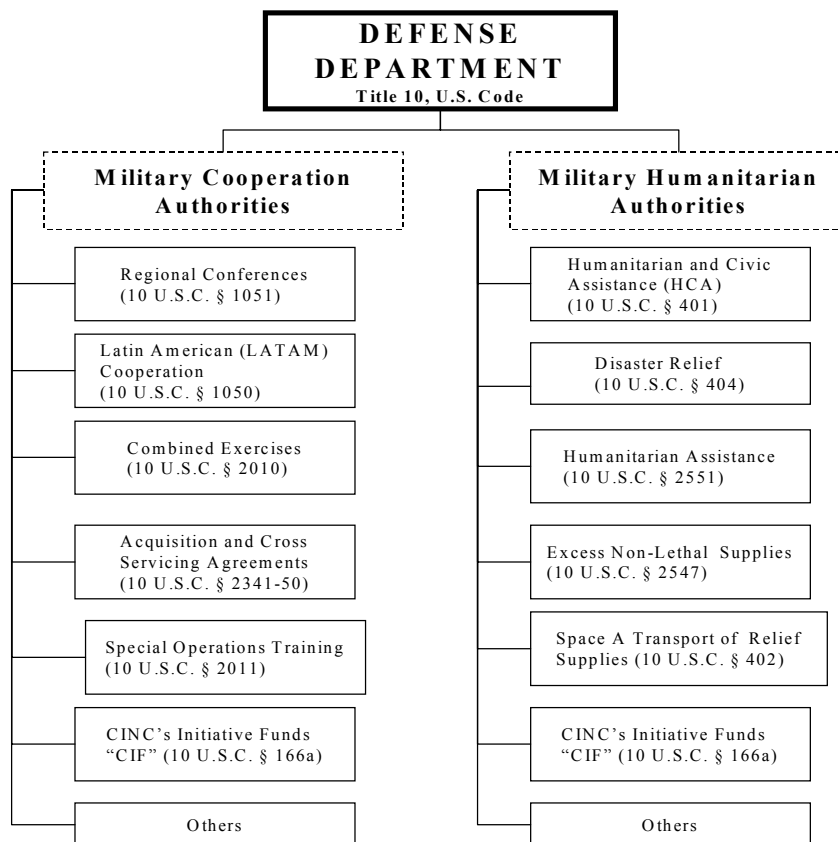 DEFENSE
DEPARTMENT
Title 10, U.S. Code
Military Cooperation
Authorities
Regional Conferences
(10 U.S.C. § 1051)
Latin American (LATAM)
Cooperation
(10 U.S.C. § 1050)
Combined Exercises
(10 U.S.C. § 2010)
Acquisition and Cross
Servicing Agreements
(10 U.S.C. § 2341-50)
Special Operations Training
(10 U.S.C. § 2011)
CINC's Initiative Funds
“CIF” (10 U.S.C. § 166a)
Others
Military Humanitarian
Authorities
Humanitarian and Civic
Assistance (HCA)
(10 U.S.C. § 401)
Disaster Relief
(10 U.S.C. § 404)
Humanitarian Assistance
(10 U.S.C. § 2551)
Excess Non-Lethal Supplies
(10 U.S.C. § 2547)
Space A Transport of Relief
Supplies (10 U.S.C. § 402)
CINC's Initiative Funds
“CIF” (10 U.S.C. § 166a)
Others